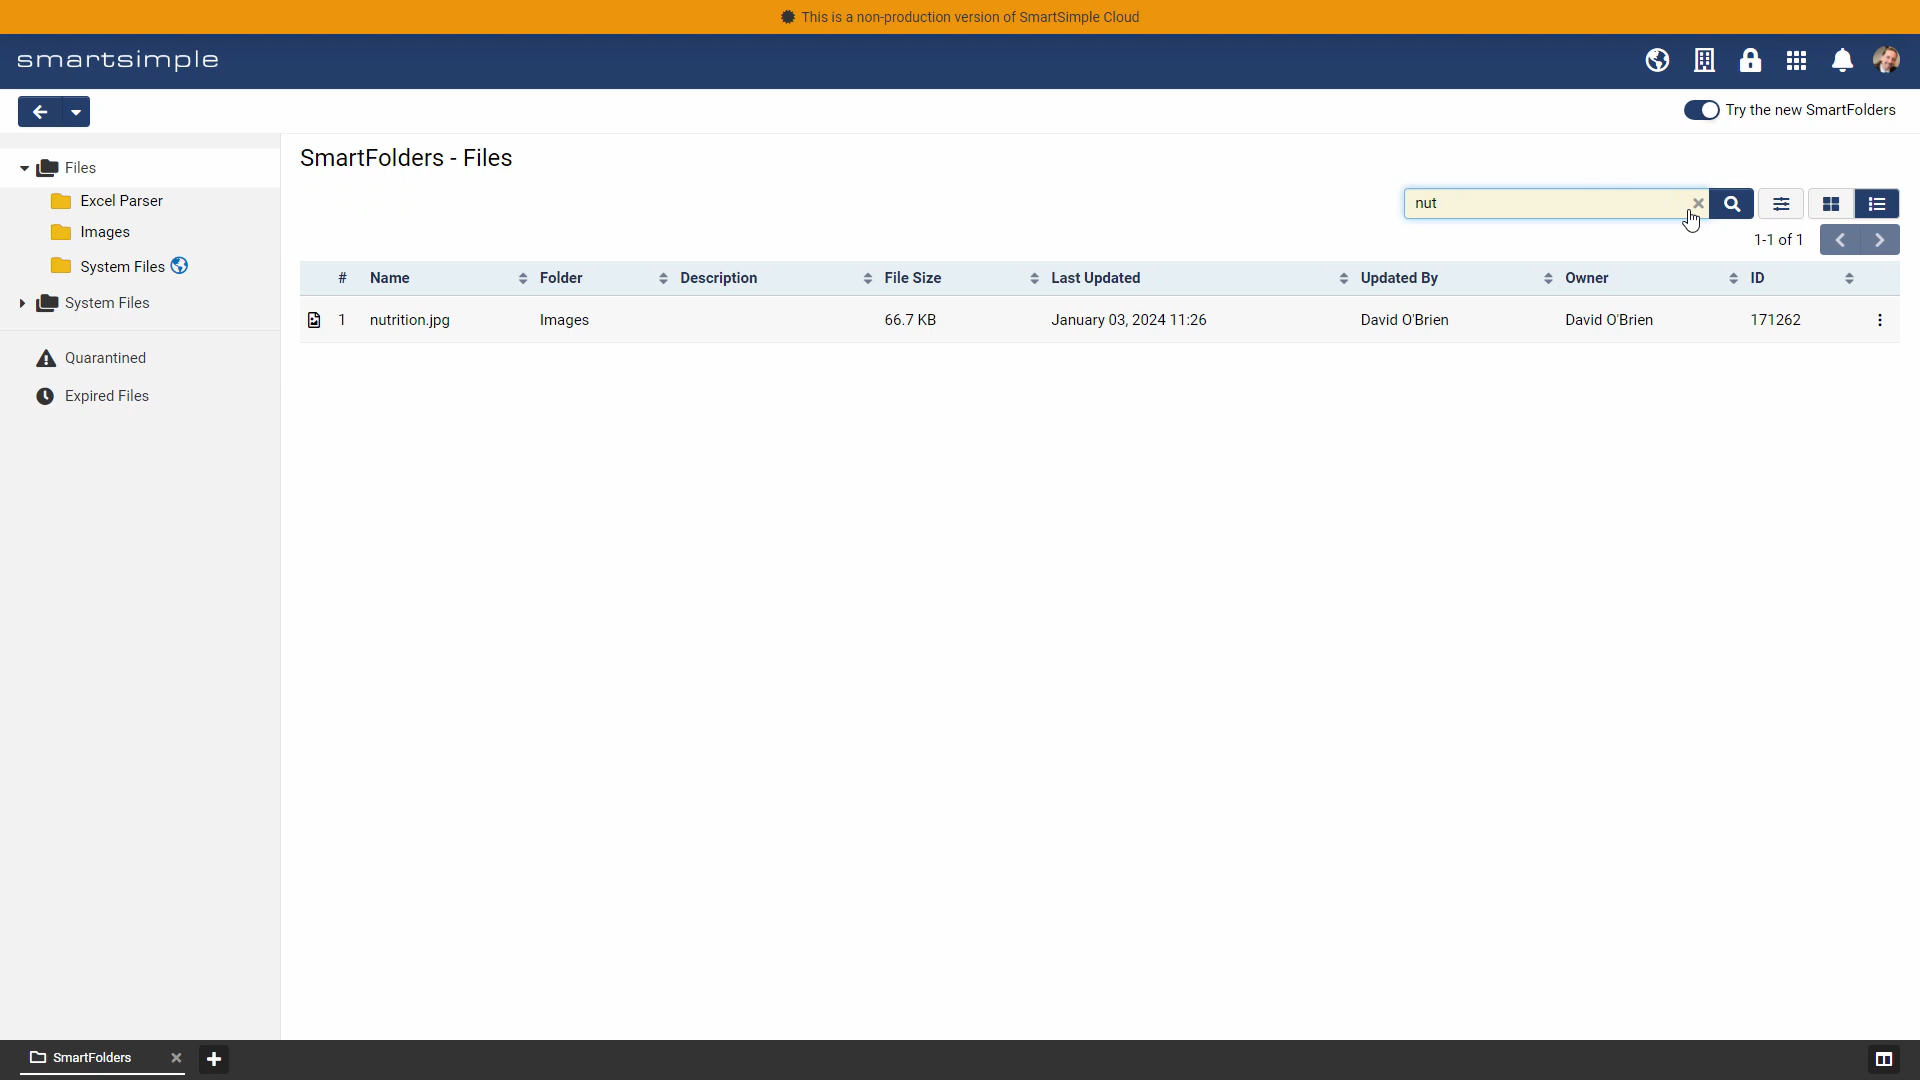 This is a non-production version of SmartSimple Cloud
smartsimple
Try the new SmartFolders
Files
Excel Parser
Images
System Files
System Files
Quarantined
Expired Files
SmartFolders - Files
nut
1-1 of 1
# Name Folder Description File Size Last Updated Updated By Owner ID
1 nutrition.jpg Images 66.7 KB January 03, 2024 11:26 David O'Brien David O'Brien 171262
SmartFolders